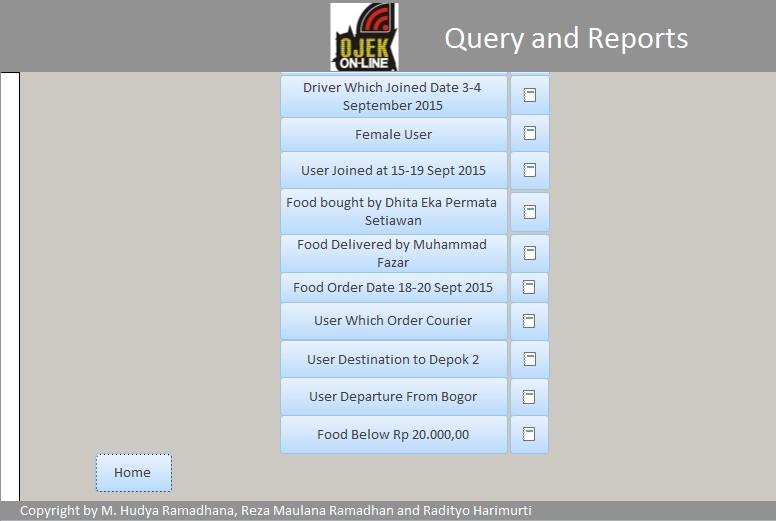 OJEK
ON-LINE
Query and Reports
Driver Which Joined Date 3-4
September 2015
Female User
User Joined at 15-19 Sept 2015
Food bought by Dhita Eka Permata
Setiawan
Food Delivered by Muhammad
Fazar
Food Order Date 18-20 Sept 2015
User Which Order Courier
User Destination to Depok 2
User Departure From Bogor
Food Below Rp 20.000,00
Home
Copyright by M. Hudya Ramadhana, Reza Maulana Ramadhan and Radityo Harimurti